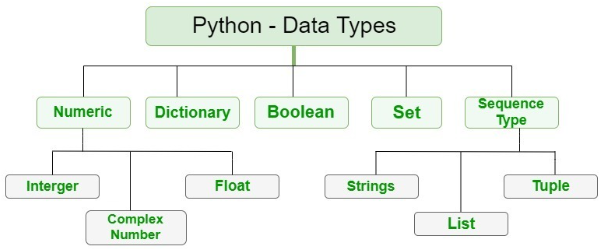 Python - Data Types
Numeric
Dictionary
Boolean
Set
Sequence
Type
Interger
Complex
Number
Float
Strings
List
Tuple